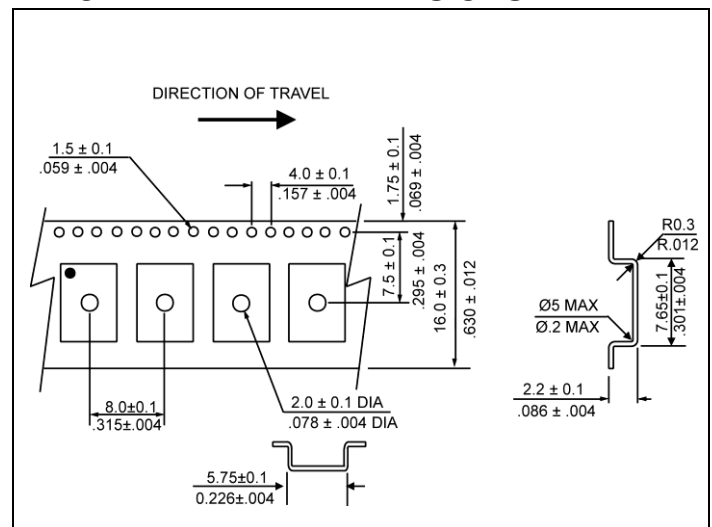 DIRECTION OF TRAVEL
1.5 ± 0.1
.059 ± .004
4.0 ± 0.1
.157 ± .004
1.75 ± 0.1
.069 ± .004
7.5 ± 0.1
.295 ± .004
16.0 ± 0.3
.630 ± .012
R0.3
R.012
Ø5 MAX
Ø.2 MAX
7.65±0.1
.301±.004
2.2 ± 0.1
.086 ± .004
8.0±0.1
.315±.004
2.0 ± 0.1 DIA
.078 ± .004 DIA
5.75±0.1
0.226±.004